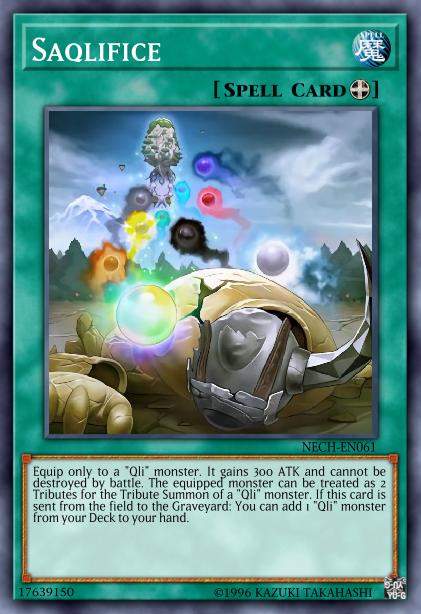 Saqlifice
SPELL
魔
[Spell Card]
NECH-EN061
Equip only to a "Qli" monster. It gains 300 ATK and cannot be
destroyed by battle. The equipped monster can be treated as 2
Tributes for the Tribute Summon of a "Qli" monster. If this card is
sent from the field to the Graveyard: You can add 1 "Qli" monster
from your Deck to your hand.
17639150
©1996 KAZUKI TAKAHASHI